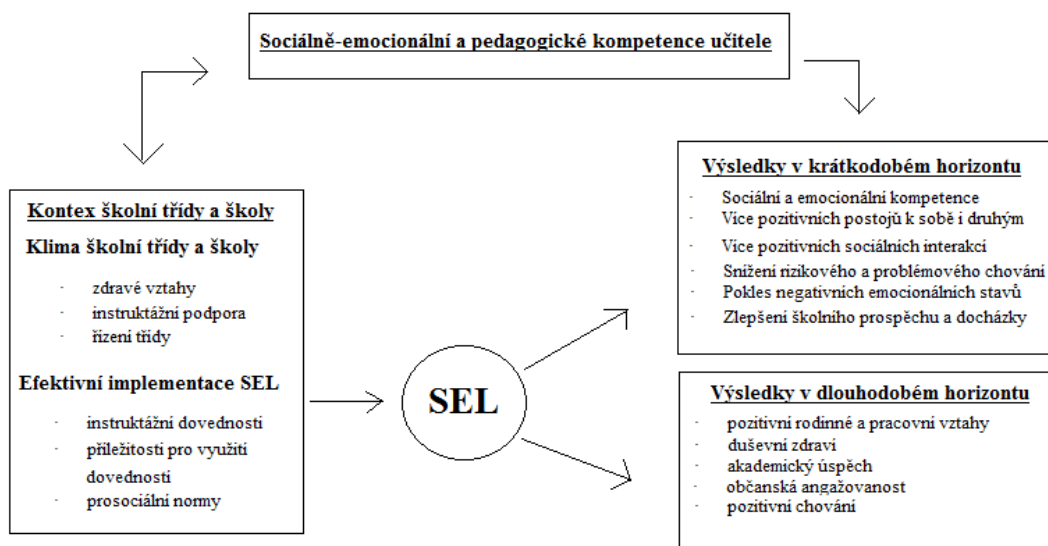 Sociálně-emocionální a pedagogické kompetence učitele
Kontex školní třídy a školy
Klima školní třídy a školy
· zdravé vztahy
· instruktážní podpora
· řízení třídy
Efektivní implementace SEL
· instruktážní dovednosti
· příležitosti pro využití
dovedností
· prosociální normy
SEL
Výsledky v krátkodobém horizontu
· Sociální a emocionální kompetence
· Více pozitivních postojů k sobě i druhým
· Více pozitivních sociálních interakcí
· Snížení rizikového a problémového chování
· Pokles negativních emocionálních stavů
· Zlepšení školního prospěchu a docházky
Výsledky v dlouhodobém horizontu
· pozitivní rodinné a pracovní vztahy
· duševní zdraví
· akademický úspěch
· občanská angažovanost
· pozitivní chování